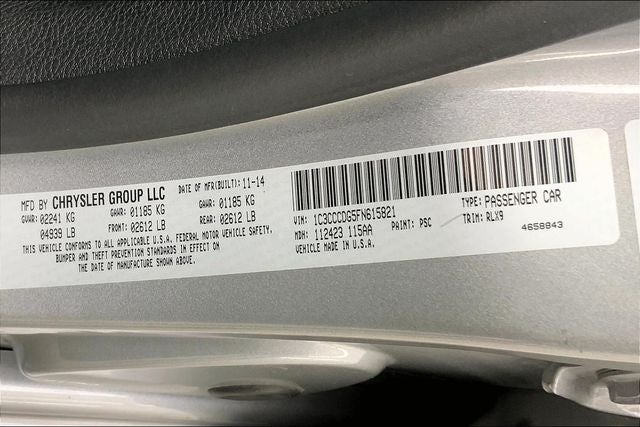 MFD BY CHRYSLER GROUP LLC DATE OF MFR(BUILT): 11-14
GVWR: 02241 KG GAWR: 01185 KG GAWR: 01185 KG
04939 LB FRONT: 02612 LB REAR: 02612 LB
THIS VEHICLE CONFORMS TO ALL APPLICABLE U.S.A. FEDERAL MOTOR VEHICLE SAFETY,
BUMPER AND THEFT PREVENTION STANDARDS IN EFFECT ON
THE DATE OF MANUFACTURE SHOWN ABOVE.
VIN: 1C3CCCDG5FN615821 TYPE: PASSENGER CAR
MDH: 112423 115AA PAINT: PSC TRIM: RLX9
VEHICLE MADE IN U.S.A. 4658843